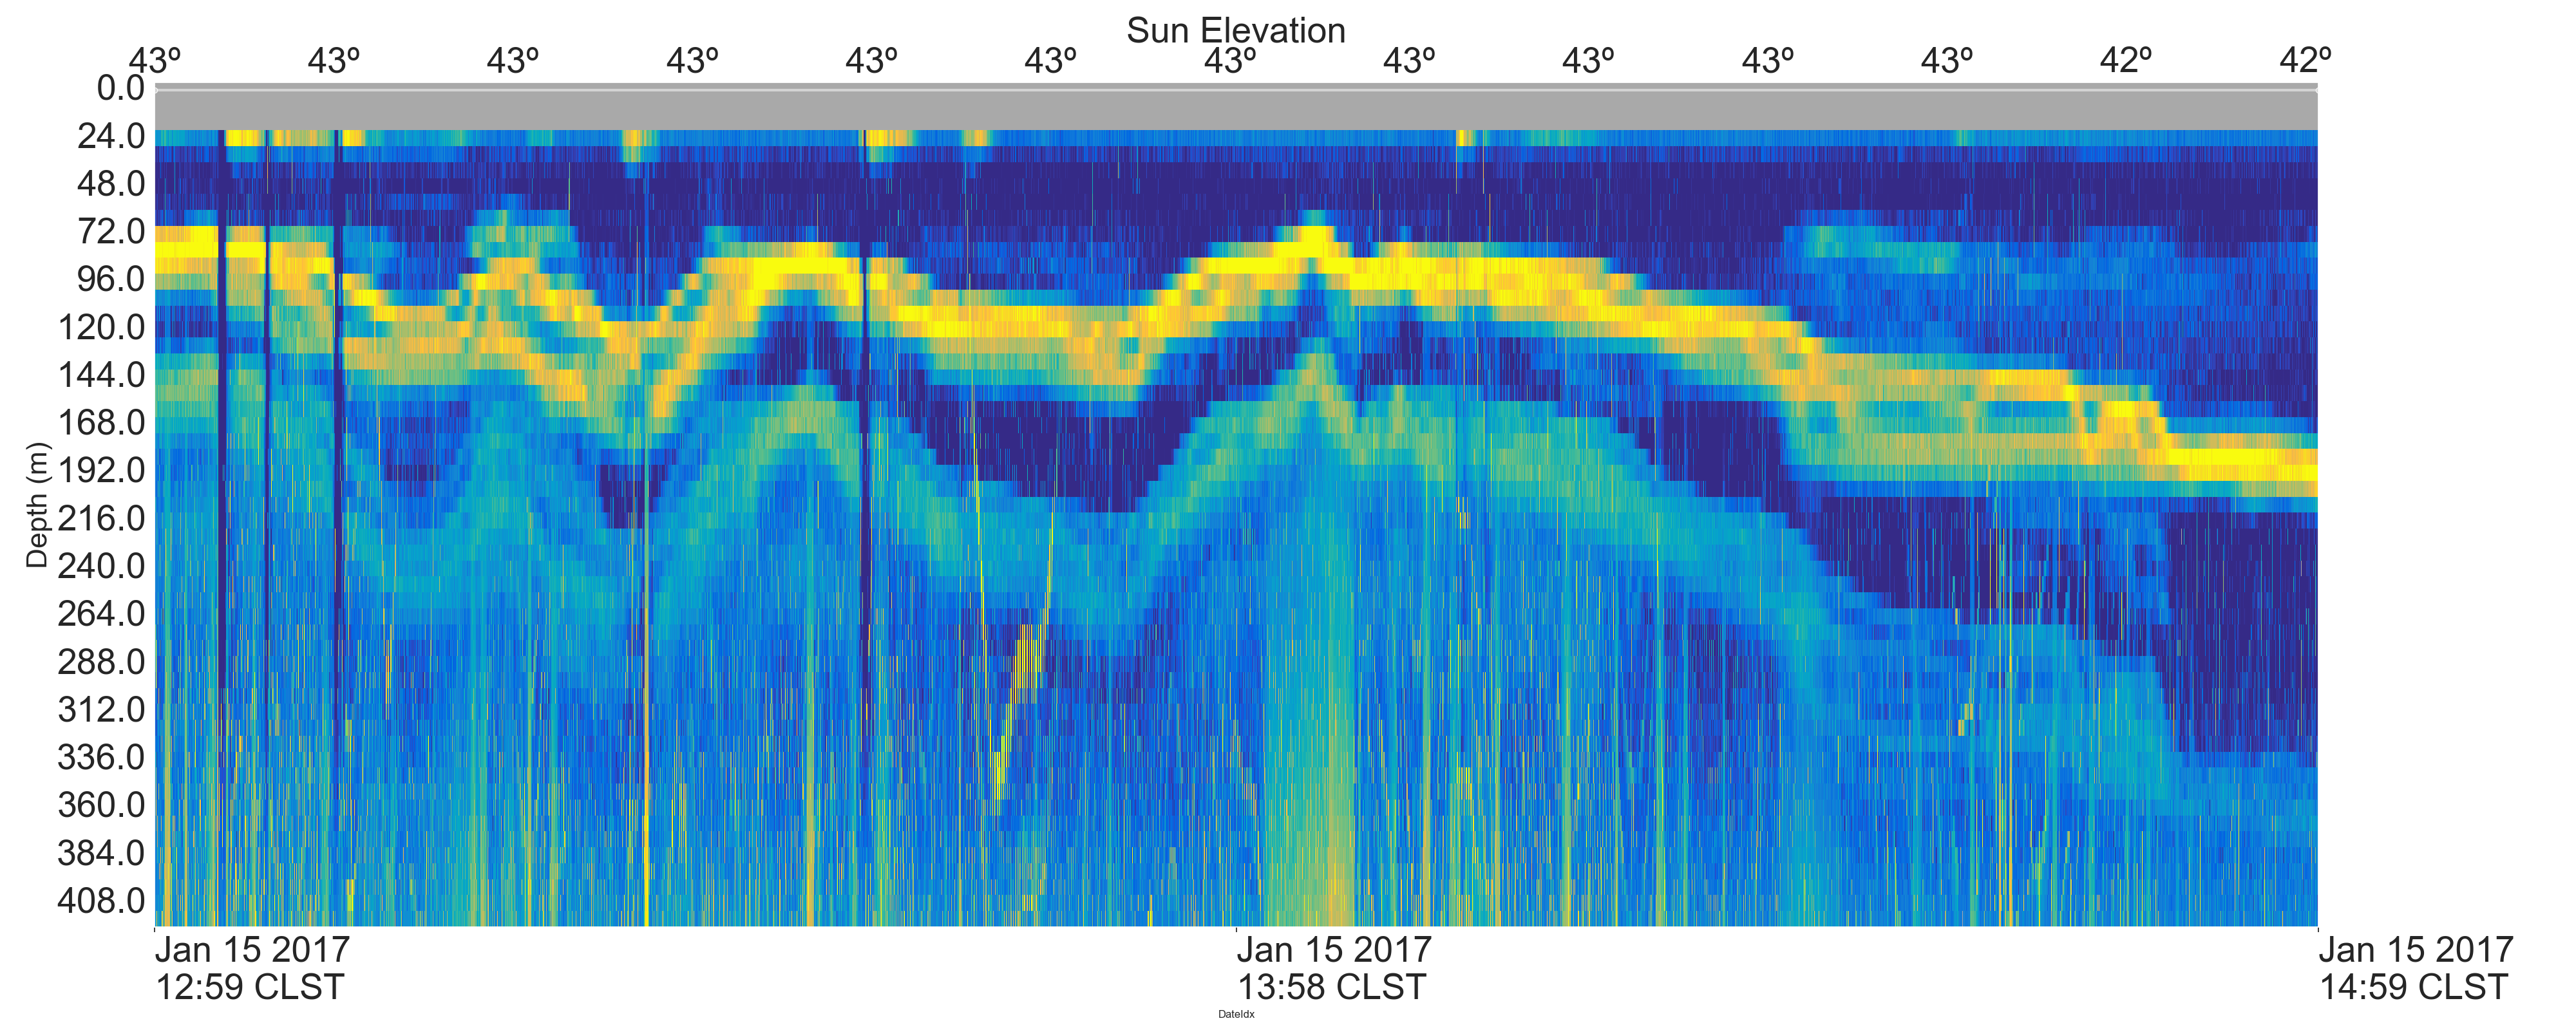 Sun Elevation
43º 43º 43º 43º 43º 43º 43º 43º 43º 43º 43º 42º 42º
0.0
24.0
48.0
72.0
96.0
120.0
144.0
168.0
192.0
216.0
240.0
264.0
288.0
312.0
336.0
360.0
384.0
408.0
Depth (m)
Jan 15 2017
12:59 CLST
Jan 15 2017
13:58 CLST
Jan 15 2017
14:59 CLST
DateIdx